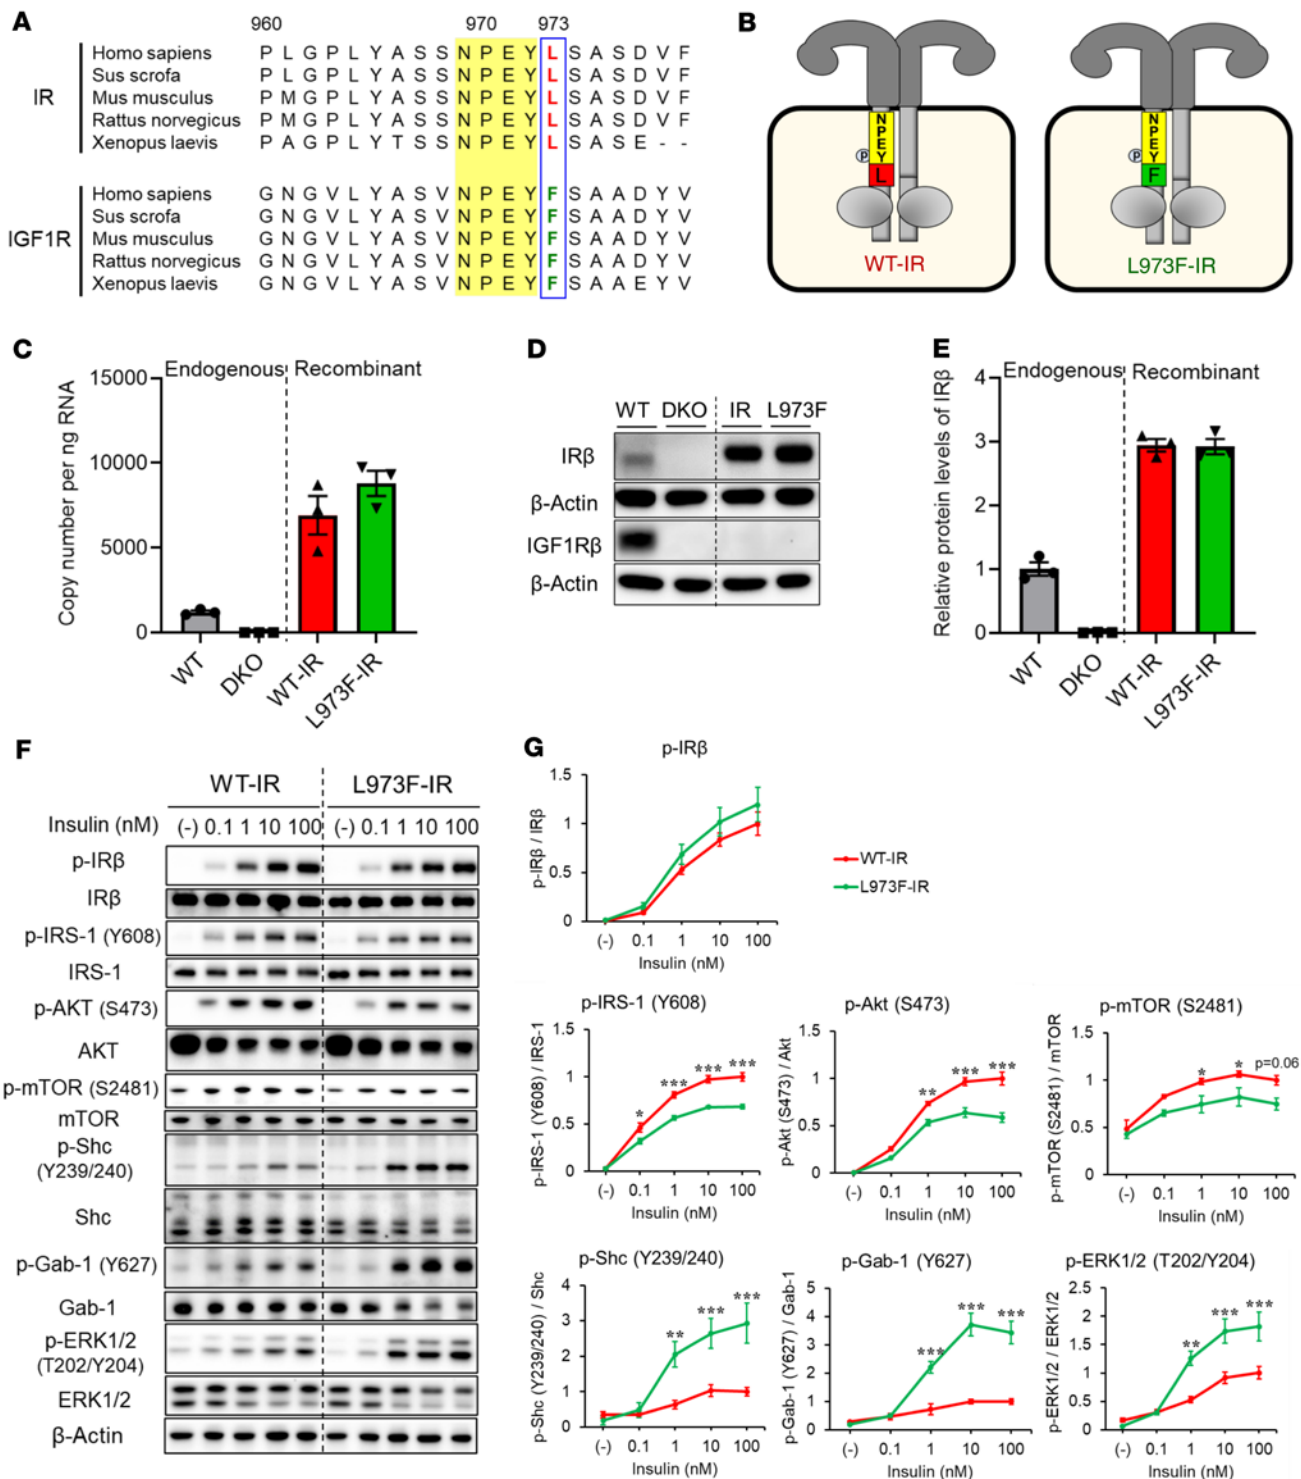 A
960 970 973
IR
Homo sapiens P L G P L Y A S S N P E Y L S A S D V F
Sus scrofa P L G P L Y A S S N P E Y L S A S D V F
Mus musculus P M G P L Y A S S N P E Y L S A S D V F
Rattus norvegicus P M G P L Y A S S N P E Y L S A S D V F
Xenopus laevis P A G P L Y T S S N P E Y L S A S E - -
IGF1R
Homo sapiens G N G V L Y A S V N P E Y F S A A D Y V
Sus scrofa G N G V L Y A S V N P E Y F S A A D Y V
Mus musculus G N G V L Y A S V N P E Y F S A A D Y V
Rattus norvegicus G N G V L Y A S V N P E Y F S A A D Y V
Xenopus laevis G N G V L Y A S V N P E Y F S A A E Y V
B
N
P
E
Y
L
P
WT-IR
N
P
E
Y
F
P
L973F-IR
C
Endogenous Recombinant
Copy number per ng RNA
15000
10000
5000
0
WT DKO WT-IR L973F-IR
D
WT DKO IR L973F
IRβ
β-Actin
IGF1Rβ
β-Actin
E
Endogenous Recombinant
Relative protein levels of IRβ
4
3
2
1
0
WT DKO WT-IR L973F-IR
F
WT-IR L973F-IR
Insulin (nM) (-) 0.1 1 10 100 (-) 0.1 1 10 100
p-IRβ
IRβ
p-IRS-1 (Y608)
IRS-1
p-AKT (S473)
AKT
p-mTOR (S2481)
mTOR
p-Shc
(Y239/240)
Shc
p-Gab-1 (Y627)
Gab-1
p-ERK1/2
(T202/Y204)
ERK1/2
β-Actin
G
p-IRβ
p-IRβ / IRβ
1.5
1
0.5
0
(-) 0.1 1 10 100
Insulin (nM)
WT-IR
L973F-IR
p-IRS-1 (Y608)
p-IRS-1 (Y608) / IRS-1
1.5
1
0.5
0
* *** *** ***
(-) 0.1 1 10 100
Insulin (nM)
p-Akt (S473)
p-Akt (S473) / Akt
1.5
1
0.5
0
** *** ***
(-) 0.1 1 10 100
Insulin (nM)
p-mTOR (S2481)
p-mTOR (S2481) / mTOR
1.5
1
0.5
0
* * p=0.06
(-) 0.1 1 10 100
Insulin (nM)
p-Shc (Y239/240)
p-Shc (Y239/240) / Shc
4
3
2
1
0
** *** ***
(-) 0.1 1 10 100
Insulin (nM)
p-Gab-1 (Y627)
p-Gab-1 (Y627) / Gab-1
5
4
3
2
1
0
*** *** ***
(-) 0.1 1 10 100
Insulin (nM)
p-ERK1/2 (T202/Y204)
p-ERK1/2 / ERK1/2
2.5
2
1.5
1
0.5
0
** *** ***
(-) 0.1 1 10 100
Insulin (nM)